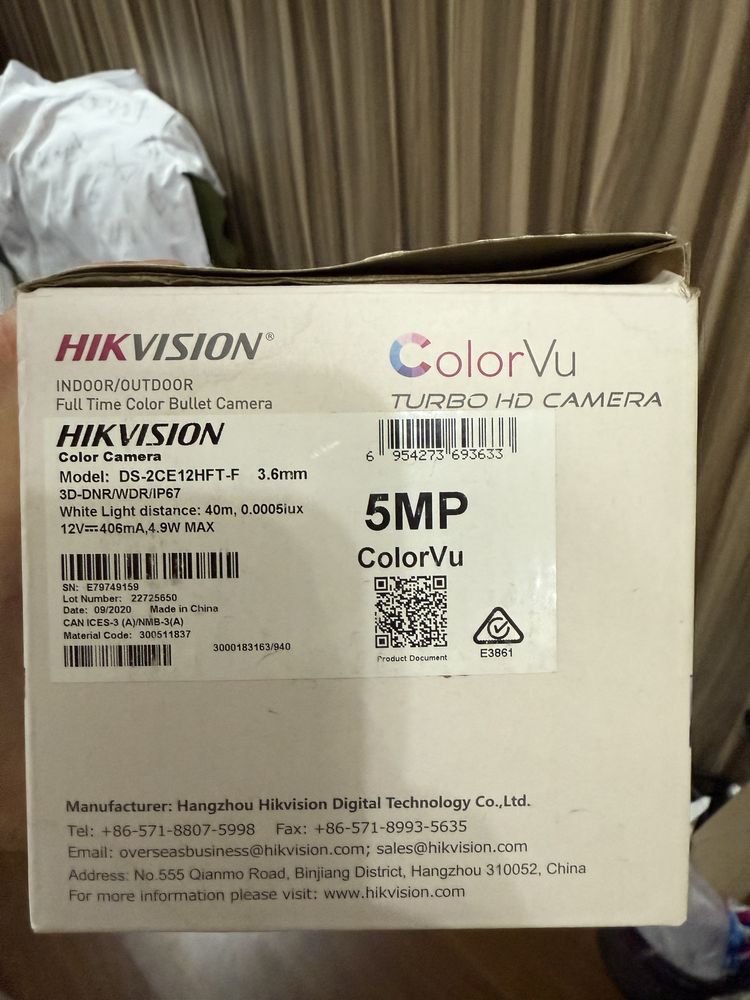 HIKVISION®
ColorVu
INDOOR/OUTDOOR
Full Time Color Bullet Camera
TURBO HD CAMERA
HIKVISION
Color Camera
Model: DS-2CE12HFT-F 3.6mm
3D-DNR/WDR/IP67
White Light distance: 40m, 0.0005lux
12V⎓406mA,4.9W MAX
6 954273 693633
5MP
ColorVu
SN: E79749159
Lot Number: 22725650
Date: 09/2020 Made in China
CAN ICES-3 (A)/NMB-3(A)
Material Code: 300511837
3000183163/940
Product Document
E3861
Manufacturer: Hangzhou Hikvision Digital Technology Co.,Ltd.
Tel: +86-571-8807-5998 Fax: +86-571-8993-5635
Email: overseasbusiness@hikvision.com; sales@hikvision.com
Address: No.555 Qianmo Road, Binjiang District, Hangzhou 310052, China
For more information please visit: www.hikvision.com